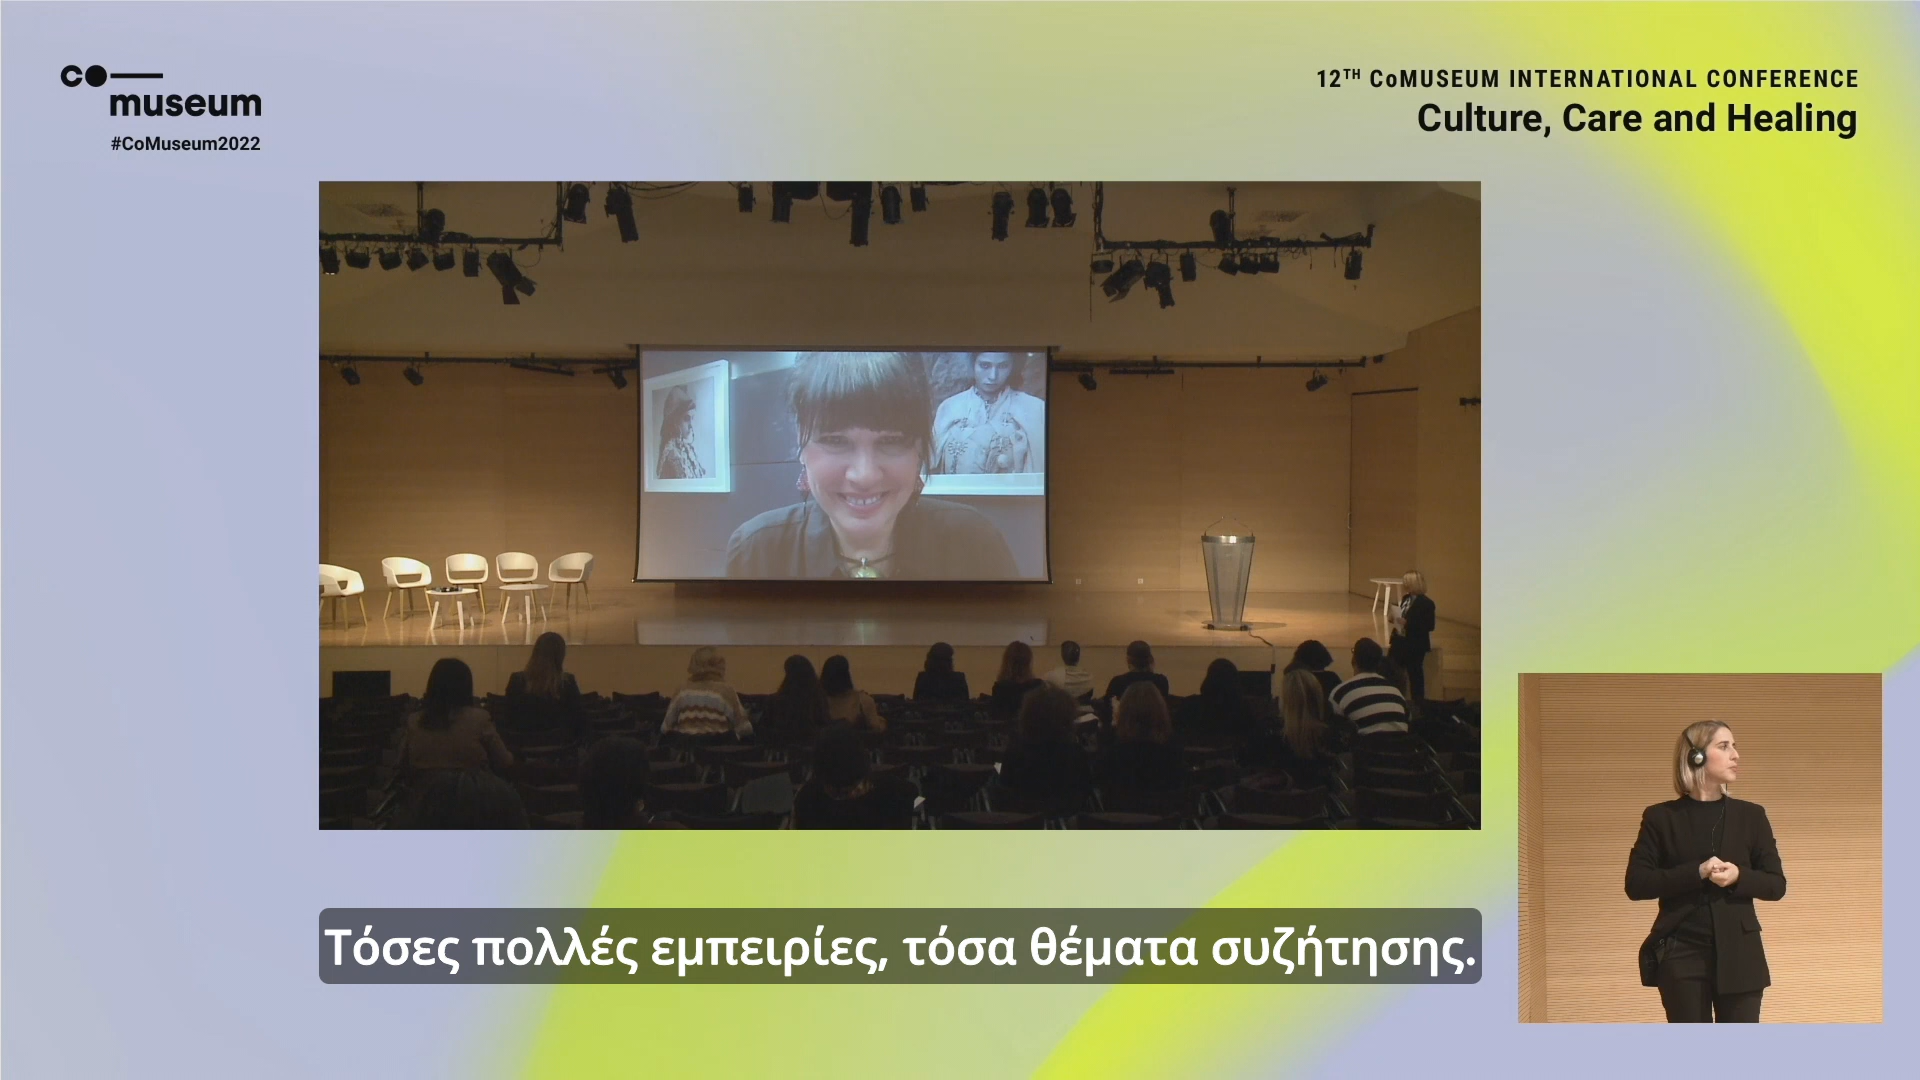 co museum
#CoMuseum2022
12TH CoMUSEUM INTERNATIONAL CONFERENCE
Culture, Care and Healing
Τόσες πολλές εμπειρίες, τόσα θέματα συζήτησης.